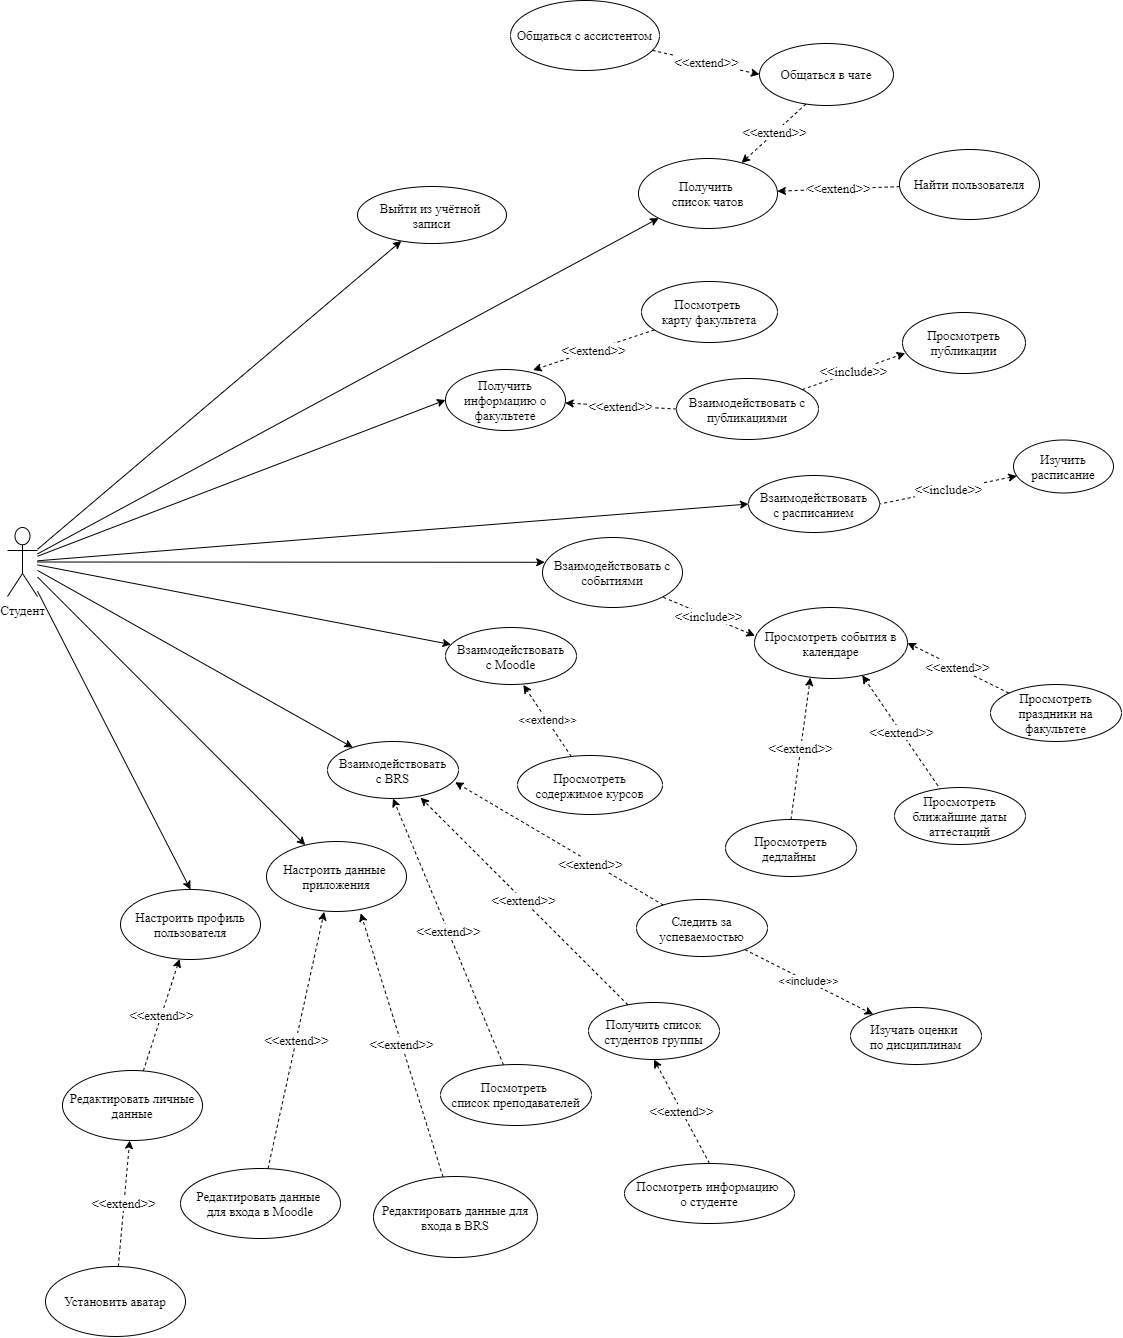 Общаться с ассистентом
<<extend>>
Общаться в чате
<<extend>>
Получить
список чатов
<<extend>>
Найти пользователя
Выйти из учётной
записи
Посмотреть
карту факультета
<<extend>>
Просмотреть
публикации
<<include>>
Получить
информацию о
факультете
<<extend>>
Взаимодействовать с
публикациями
Изучить
расписание
<<include>>
Взаимодействовать
с расписанием
Студент
Взаимодействовать с
событиями
<<include>>
Просмотреть события в
календаре
<<extend>>
Просмотреть
праздники на
факультете
Взаимодействовать
с Moodle
<<extend>>
Просмотреть
содержимое курсов
<<extend>>
<<extend>>
Просмотреть
ближайшие даты
аттестаций
Просмотреть
дедлайны
Взаимодействовать
с BRS
<<extend>>
<<extend>>
<<extend>>
Следить за
успеваемостью
<<include>>
Изучать оценки
по дисциплинам
Настроить данные
приложения
Настроить профиль
пользователя
<<extend>>
<<extend>>
<<extend>>
Получить список
студентов группы
Посмотреть
список преподавателей
<<extend>>
Посмотреть информацию
о студенте
Редактировать личные
данные
<<extend>>
Редактировать данные
для входа в Moodle
Редактировать данные для
входа в BRS
Установить аватар